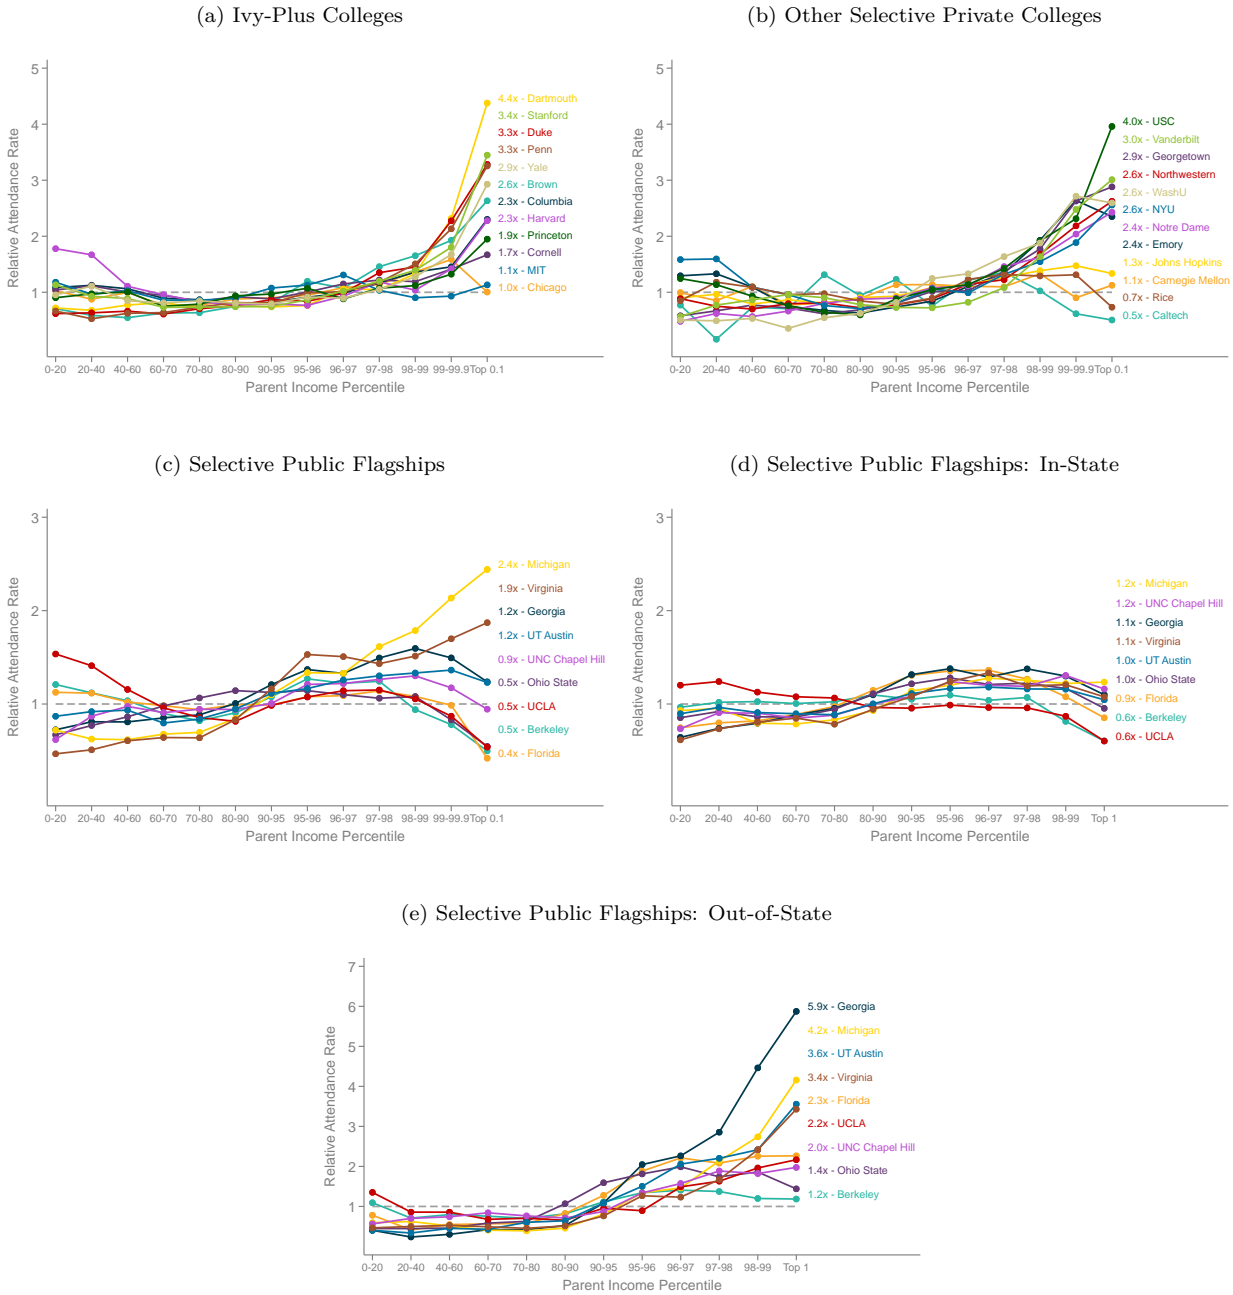 (a) Ivy-Plus Colleges
5
4
3
2
1
Relative Attendance Rate
4.4x - Dartmouth
3.4x - Stanford
3.3x - Duke
3.3x - Penn
2.9x - Yale
2.6x - Brown
2.3x - Columbia
2.3x - Harvard
1.9x - Princeton
1.7x - Cornell
1.1x - MIT
1.0x - Chicago
0-20 20-40 40-60 60-70 70-80 80-90 90-95 95-96 96-97 97-98 98-99 99-99.9 Top 0.1
Parent Income Percentile
(b) Other Selective Private Colleges
5
4
3
2
1
Relative Attendance Rate
4.0x - USC
3.0x - Vanderbilt
2.9x - Georgetown
2.6x - Northwestern
2.6x - WashU
2.6x - NYU
2.4x - Notre Dame
2.4x - Emory
1.3x - Johns Hopkins
1.1x - Carnegie Mellon
0.7x - Rice
0.5x - Caltech
0-20 20-40 40-60 60-70 70-80 80-90 90-95 95-96 96-97 97-98 98-99 99-99.9 Top 0.1
Parent Income Percentile
(c) Selective Public Flagships
3
2
1
Relative Attendance Rate
2.4x - Michigan
1.9x - Virginia
1.2x - Georgia
1.2x - UT Austin
0.9x - UNC Chapel Hill
0.5x - Ohio State
0.5x - UCLA
0.5x - Berkeley
0.4x - Florida
0-20 20-40 40-60 60-70 70-80 80-90 90-95 95-96 96-97 97-98 98-99 99-99.9 Top 0.1
Parent Income Percentile
(d) Selective Public Flagships: In-State
3
2
1
Relative Attendance Rate
1.2x - Michigan
1.2x - UNC Chapel Hill
1.1x - Georgia
1.1x - Virginia
1.0x - UT Austin
1.0x - Ohio State
0.9x - Florida
0.6x - Berkeley
0.6x - UCLA
0-20 20-40 40-60 60-70 70-80 80-90 90-95 95-96 96-97 97-98 98-99 Top 1
Parent Income Percentile
(e) Selective Public Flagships: Out-of-State
7
6
5
4
3
2
1
Relative Attendance Rate
5.9x - Georgia
4.2x - Michigan
3.6x - UT Austin
3.4x - Virginia
2.3x - Florida
2.2x - UCLA
2.0x - UNC Chapel Hill
1.4x - Ohio State
1.2x - Berkeley
0-20 20-40 40-60 60-70 70-80 80-90 90-95 95-96 96-97 97-98 98-99 Top 1
Parent Income Percentile